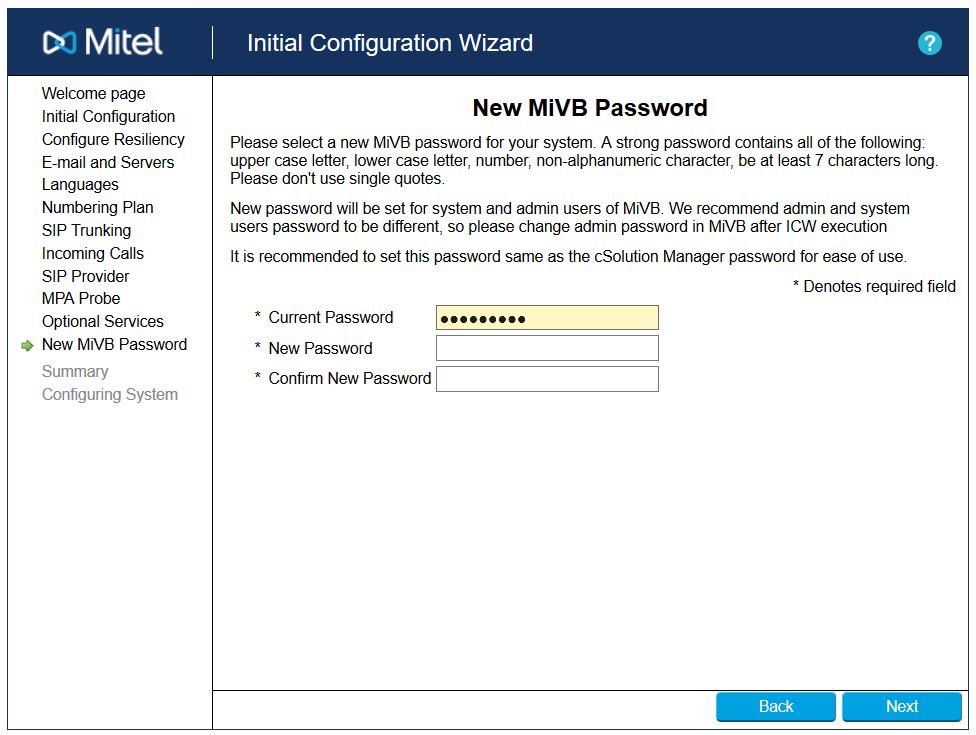 Mitel
Initial Configuration Wizard
?
Welcome page
Initial Configuration
Configure Resiliency
E-mail and Servers
Languages
Numbering Plan
SIP Trunking
Incoming Calls
SIP Provider
MPA Probe
Optional Services
New MiVB Password
Summary
Configuring System
New MiVB Password
Please select a new MiVB password for your system. A strong password contains all of the following:
upper case letter, lower case letter, number, non-alphanumeric character, be at least 7 characters long.
Please don't use single quotes.
New password will be set for system and admin users of MiVB. We recommend admin and system
users password to be different, so please change admin password in MiVB after ICW execution
It is recommended to set this password same as the cSolution Manager password for ease of use.
* Denotes required field
* Current Password ●●●●●●●●●
* New Password
* Confirm New Password
Back Next